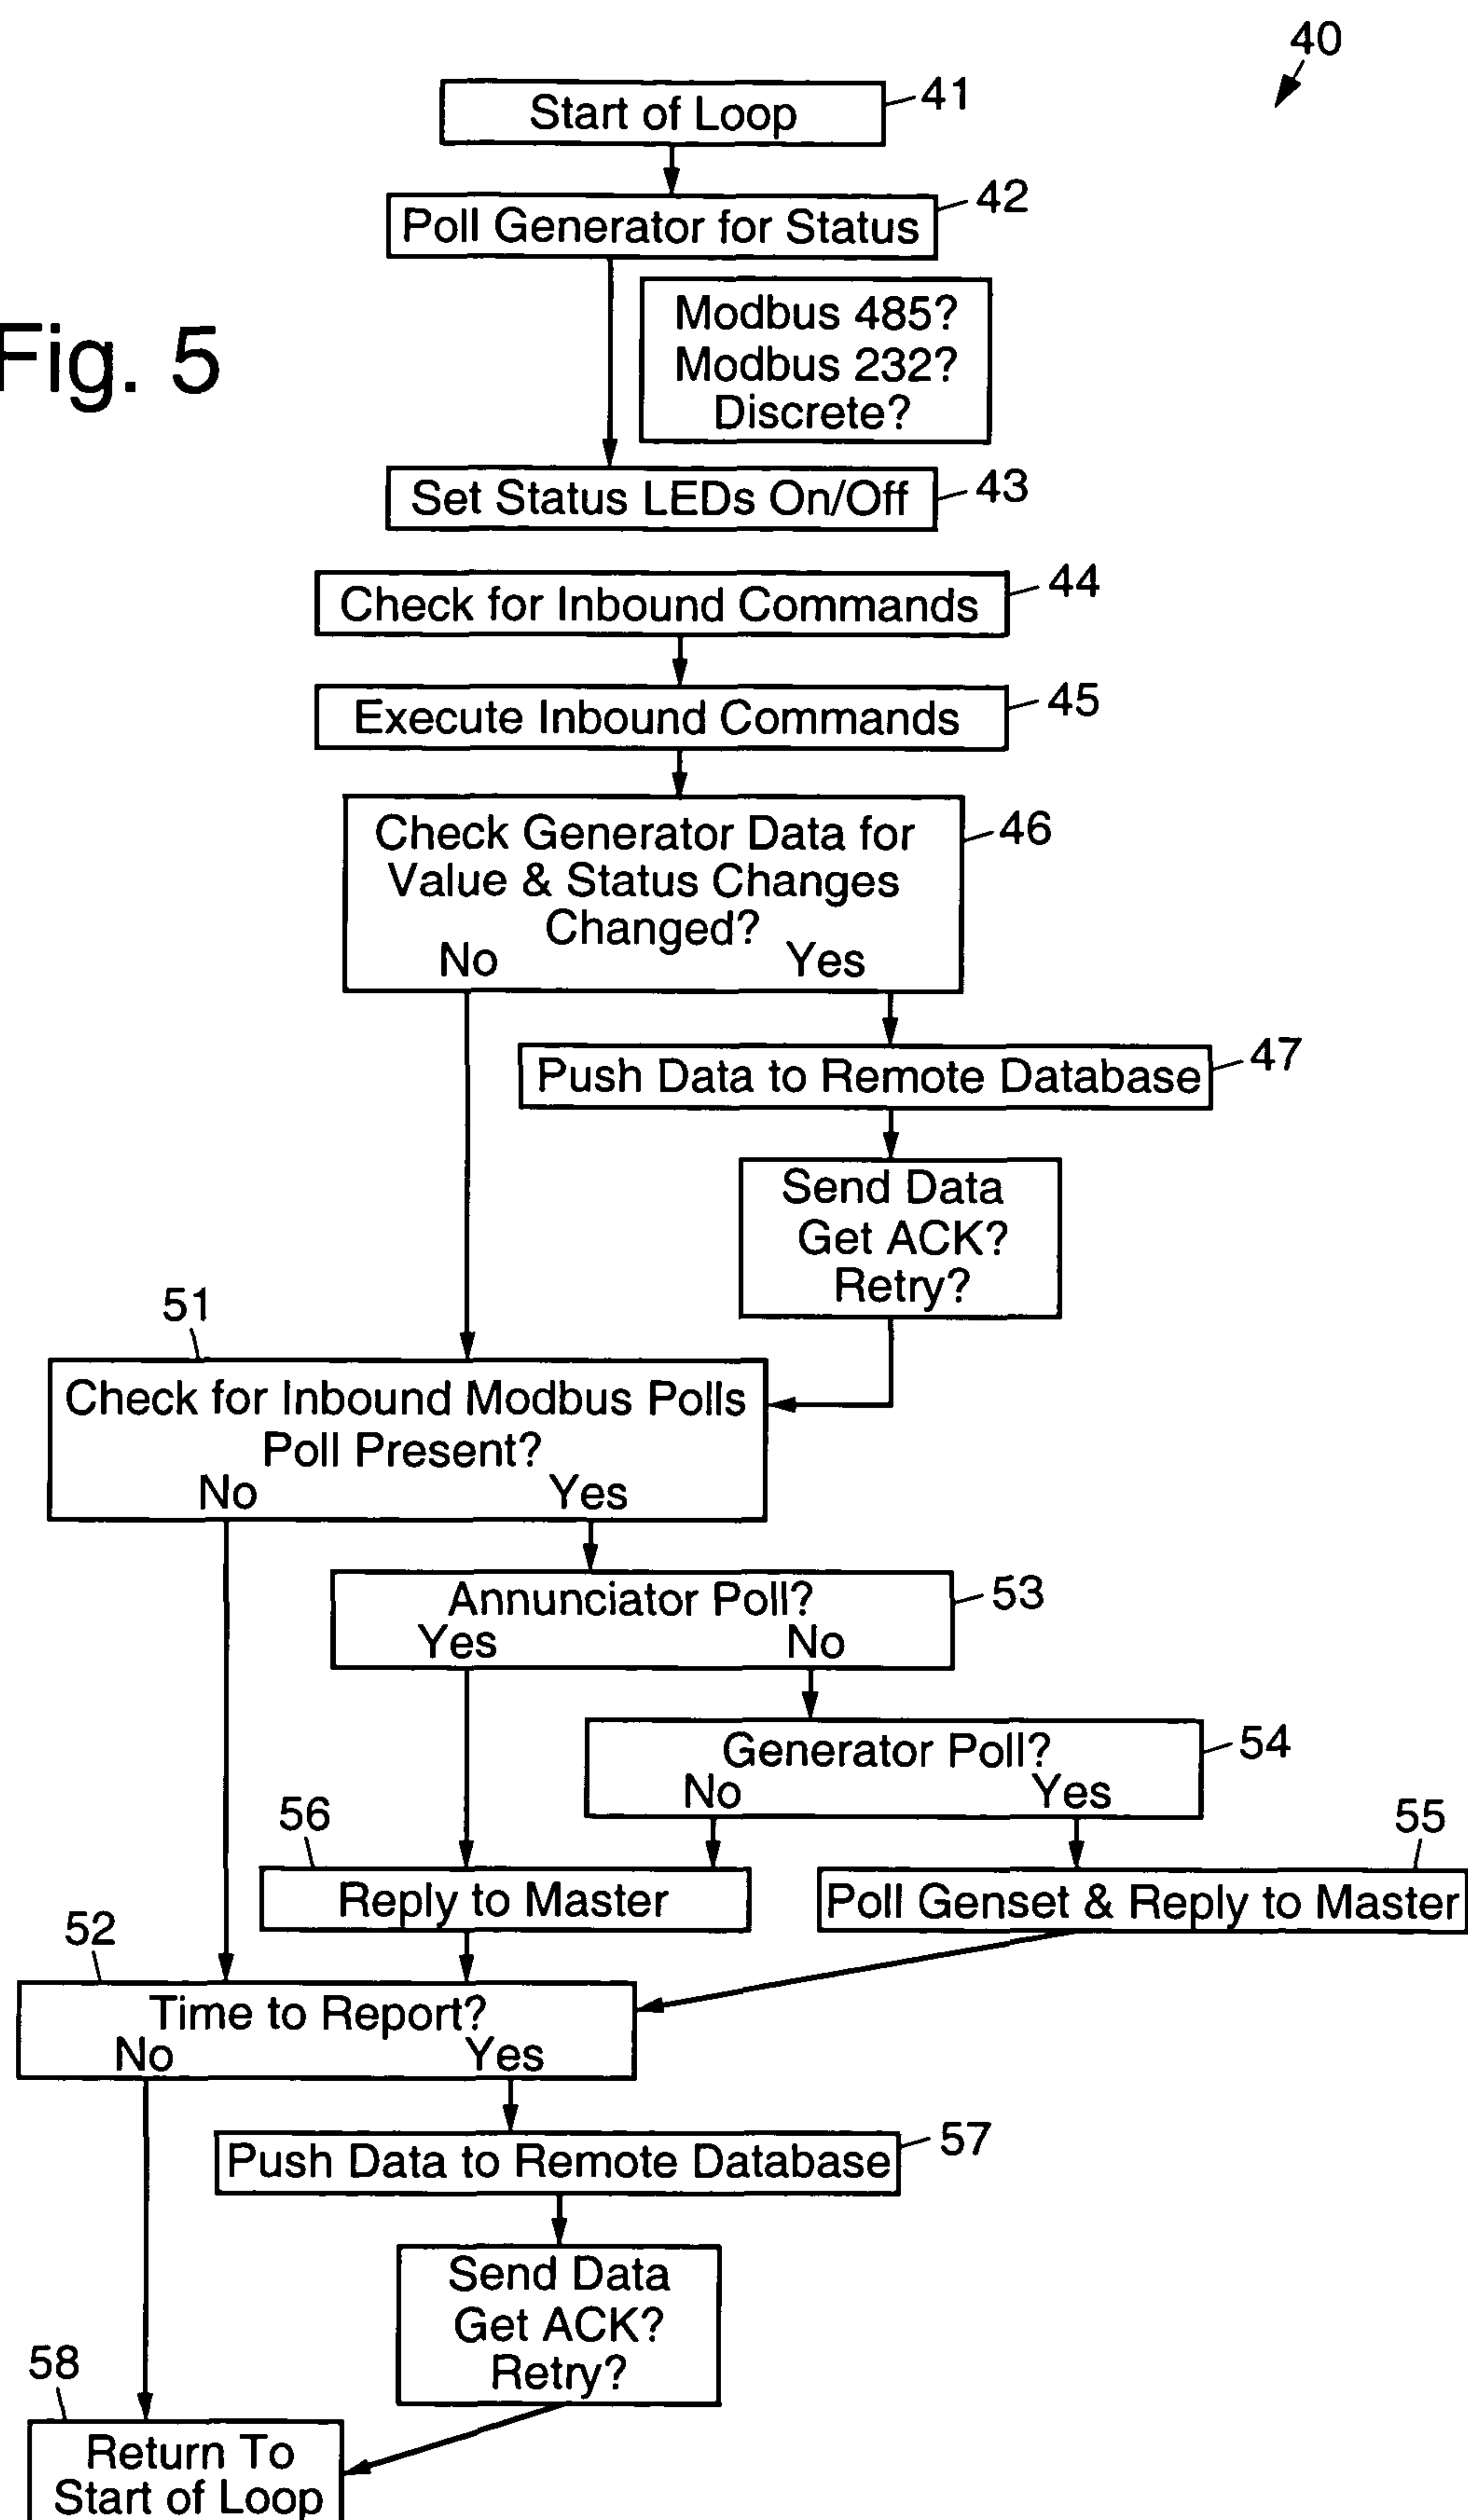 40
Start of Loop
41
Poll Generator for Status
42
Modbus 485?
Modbus 232?
Discrete?
Fig. 5
Set Status LEDs On/Off
43
Check for Inbound Commands
44
Execute Inbound Commands
45
Check Generator Data for
Value & Status Changes
Changed?
No Yes
46
Push Data to Remote Database
47
Send Data
Get ACK?
Retry?
51
Check for Inbound Modbus Polls
Poll Present?
No Yes
Annunciator Poll?
Yes No
53
Generator Poll?
No Yes
54
56
Reply to Master
55
Poll Genset & Reply to Master
52
Time to Report?
No Yes
Push Data to Remote Database
57
Send Data
Get ACK?
Retry?
58
Return To
Start of Loop